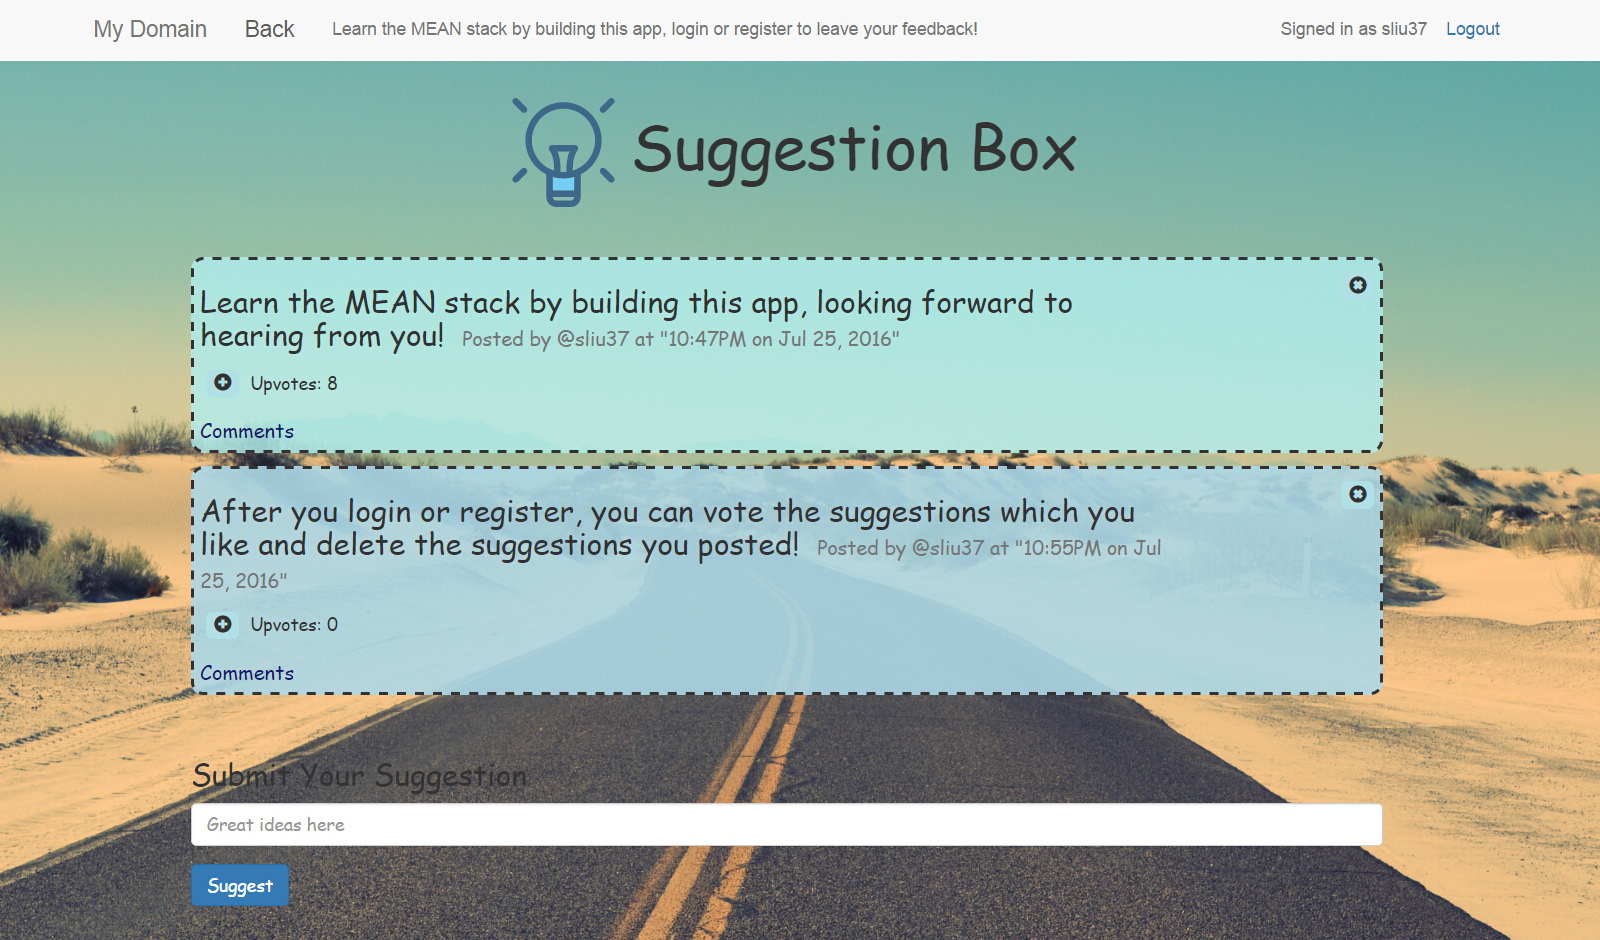 My Domain Back Learn the MEAN stack by building this app, login or register to leave your feedback! Signed in as sliu37 Logout
Suggestion Box
Learn the MEAN stack by building this app, looking forward to
hearing from you! Posted by @sliu37 at "10:47PM on Jul 25, 2016"
Upvotes: 8
Comments
After you login or register, you can vote the suggestions which you
like and delete the suggestions you posted! Posted by @sliu37 at "10:55PM on Jul
25, 2016"
Upvotes: 0
Comments
Submit Your Suggestion
Great ideas here
Suggest